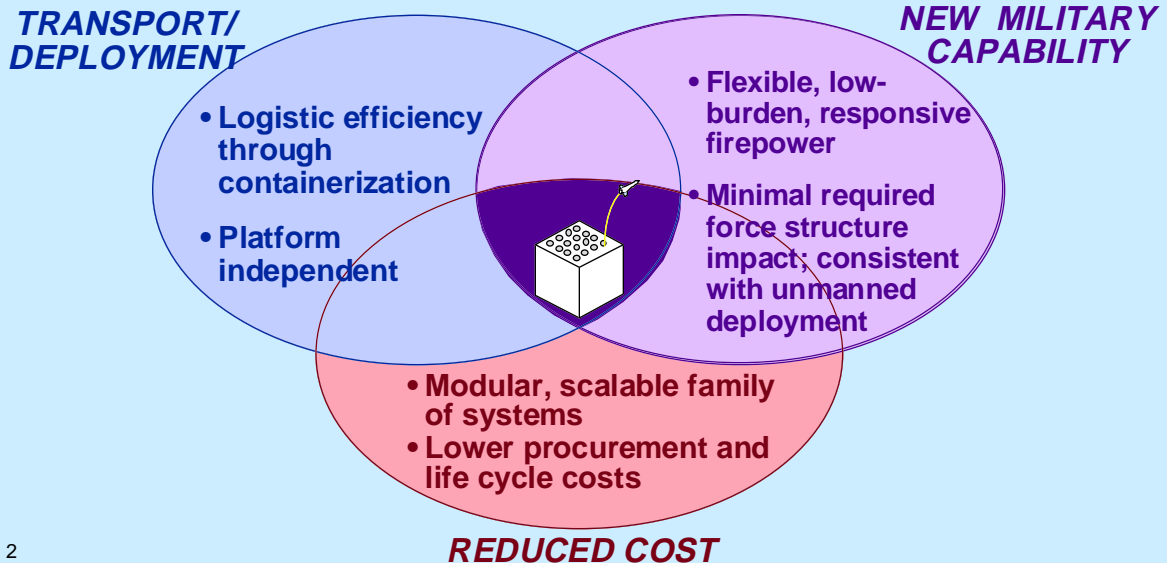 TRANSPORT/
DEPLOYMENT
• Logistic efficiency
through
containerization
• Platform
independent
NEW MILITARY
CAPABILITY
• Flexible, low-
burden, responsive
firepower
• Minimal required
force structure
impact; consistent
with unmanned
deployment
• Modular, scalable family
of systems
• Lower procurement and
life cycle costs
REDUCED COST
2